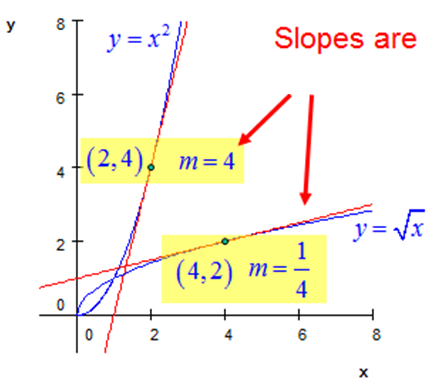 y
8
y = x²
Slopes are
6
(2,4) m = 4
4
2
y = √x
(4,2) m = 1/4
0
0 2 4 6 8
x